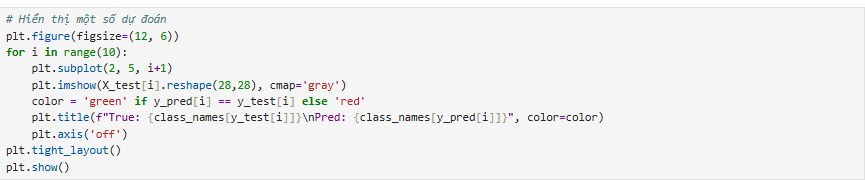 # Hiển thị một số dự đoán
plt.figure(figsize=(12, 6))
for i in range(10):
    plt.subplot(2, 5, i+1)
    plt.imshow(X_test[i].reshape(28,28), cmap='gray')
    color = 'green' if y_pred[i] == y_test[i] else 'red'
    plt.title(f"True: {class_names[y_test[i]]}\nPred: {class_names[y_pred[i]]}", color=color)
    plt.axis('off')
plt.tight_layout()
plt.show()